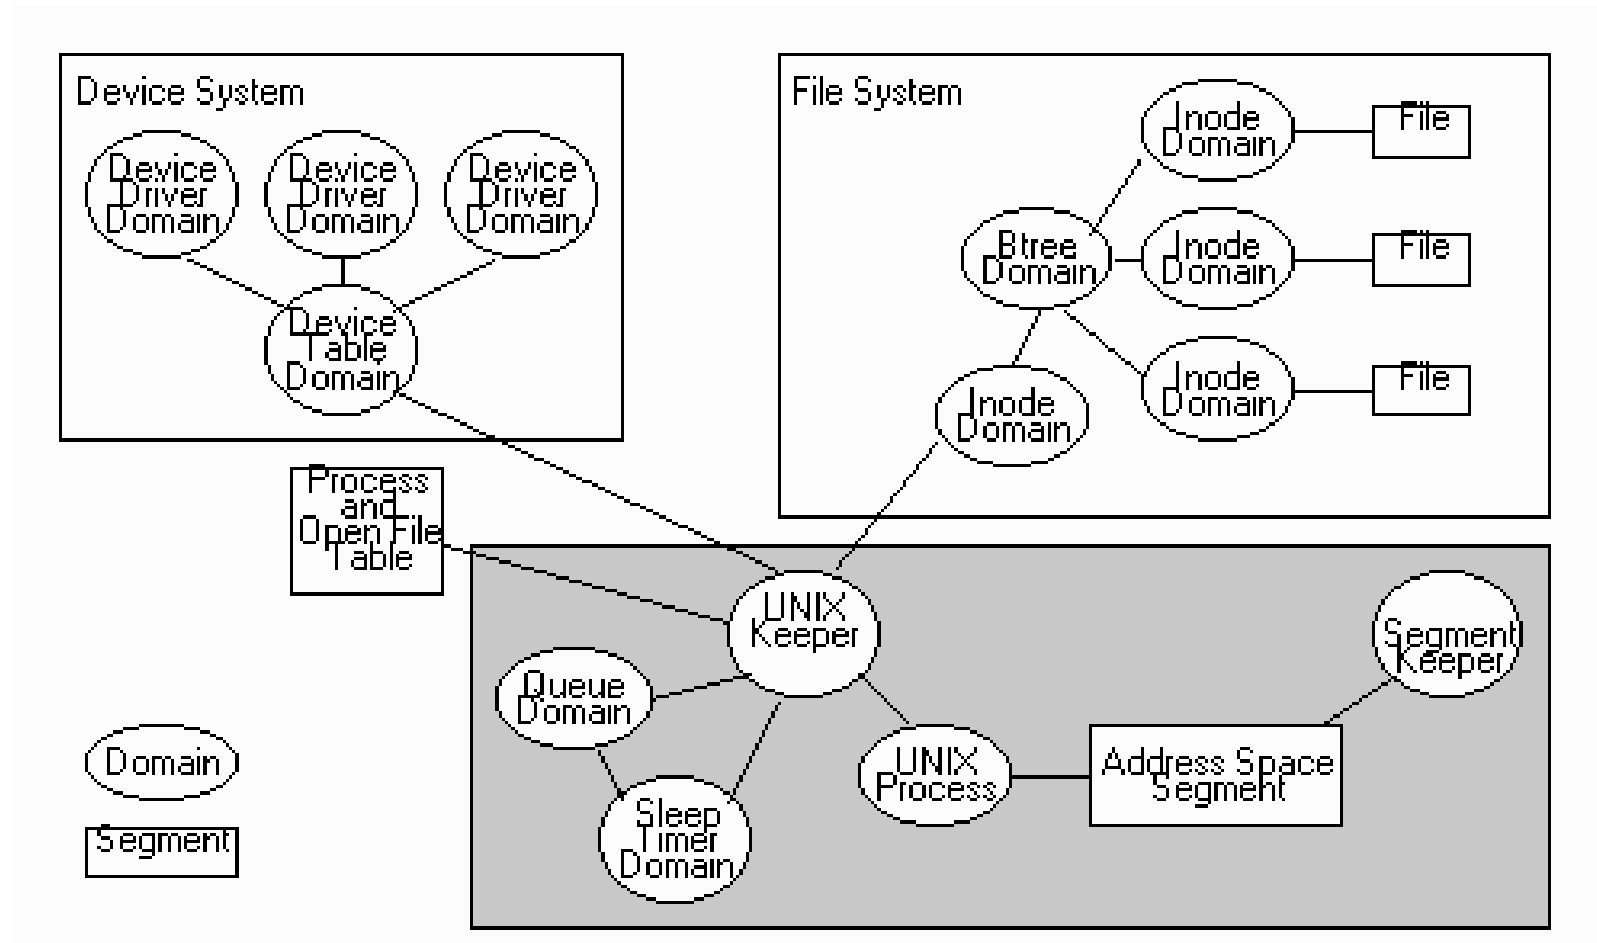 Device System
Device
Driver
Domain
Device
Driver
Domain
Device
Driver
Domain
Device
Table
Domain
File System
Inode
Domain
File
Btree
Domain
Inode
Domain
File
Inode
Domain
File
Inode
Domain
Process
and
Open File
Table
UNIX
Keeper
Segment
Keeper
Queue
Domain
UNIX
Process
Address Space
Segment
Sleep
Timer
Domain
Domain
Segment